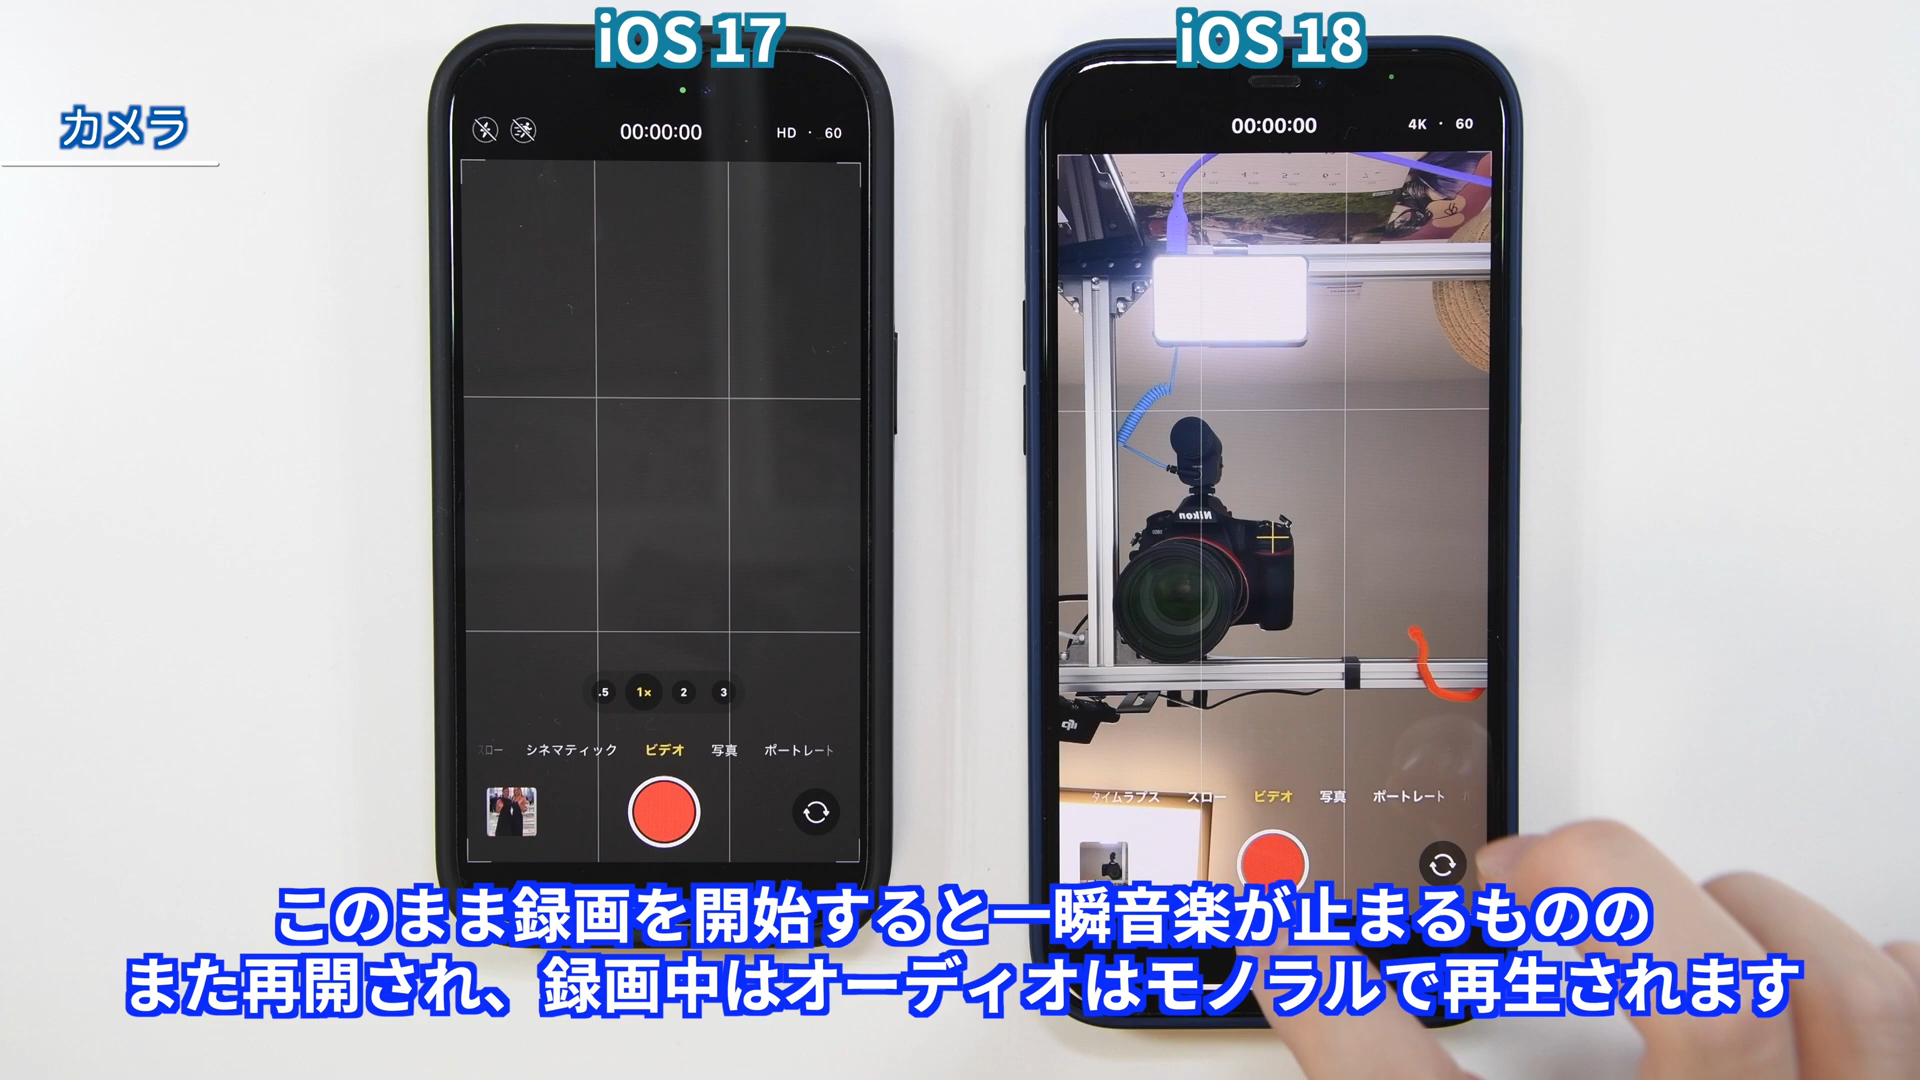 iOS 17
iOS 18
カメラ
00:00:00
HD · 60
00:00:00
4K · 60
Nikon
.5 1× 2 3
スロー シネマティック ビデオ 写真 ポートレート
タイムラプス スロー ビデオ 写真 ポートレート
dji
このまま録画を開始すると一瞬音楽が止まるものの
また再開され、録画中はオーディオはモノラルで再生されます